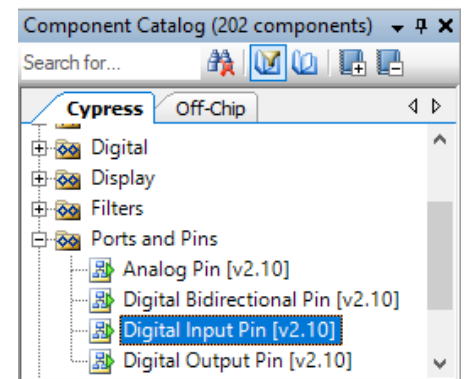 Component Catalog (202 components)
Search for...
Cypress Off-Chip
Digital
Display
Filters
Ports and Pins
Analog Pin [v2.10]
Digital Bidirectional Pin [v2.10]
Digital Input Pin [v2.10]
Digital Output Pin [v2.10]